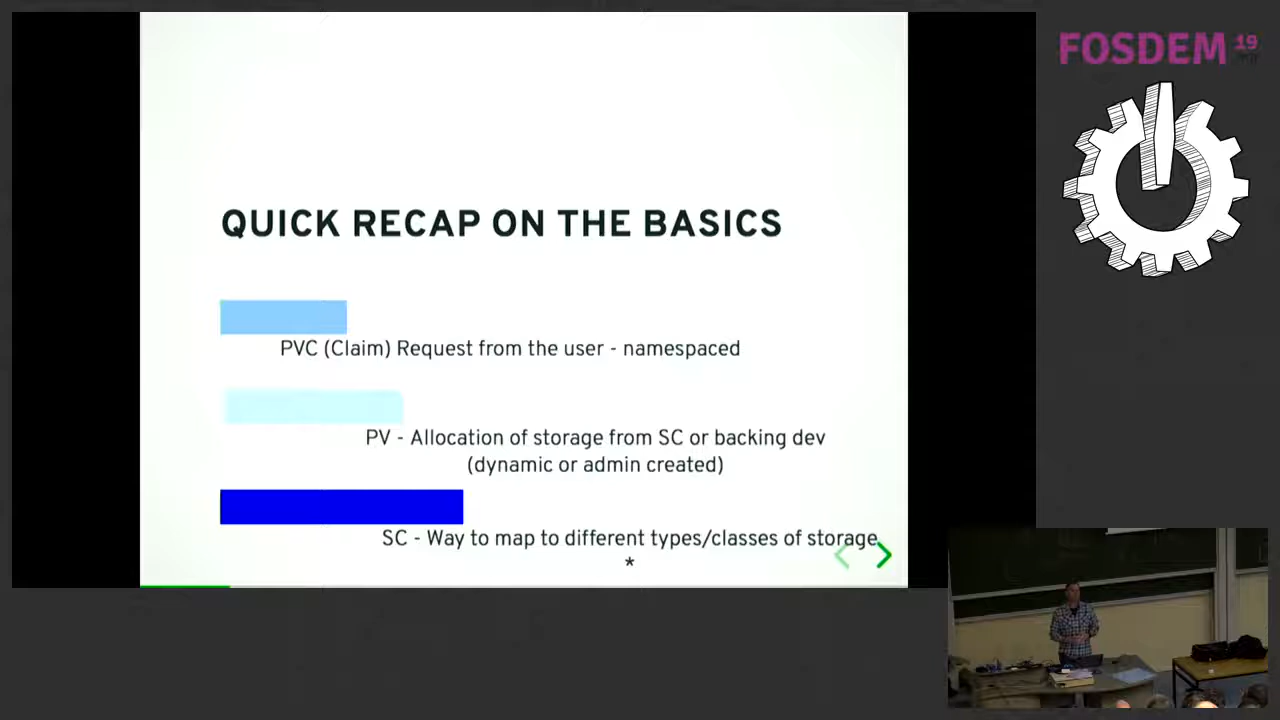 FOSDEM 19
QUICK RECAP ON THE BASICS
PVC (Claim) Request from the user - namespaced
PV - Allocation of storage from SC or backing dev
(dynamic or admin created)
SC - Way to map to different types/classes of storage
*